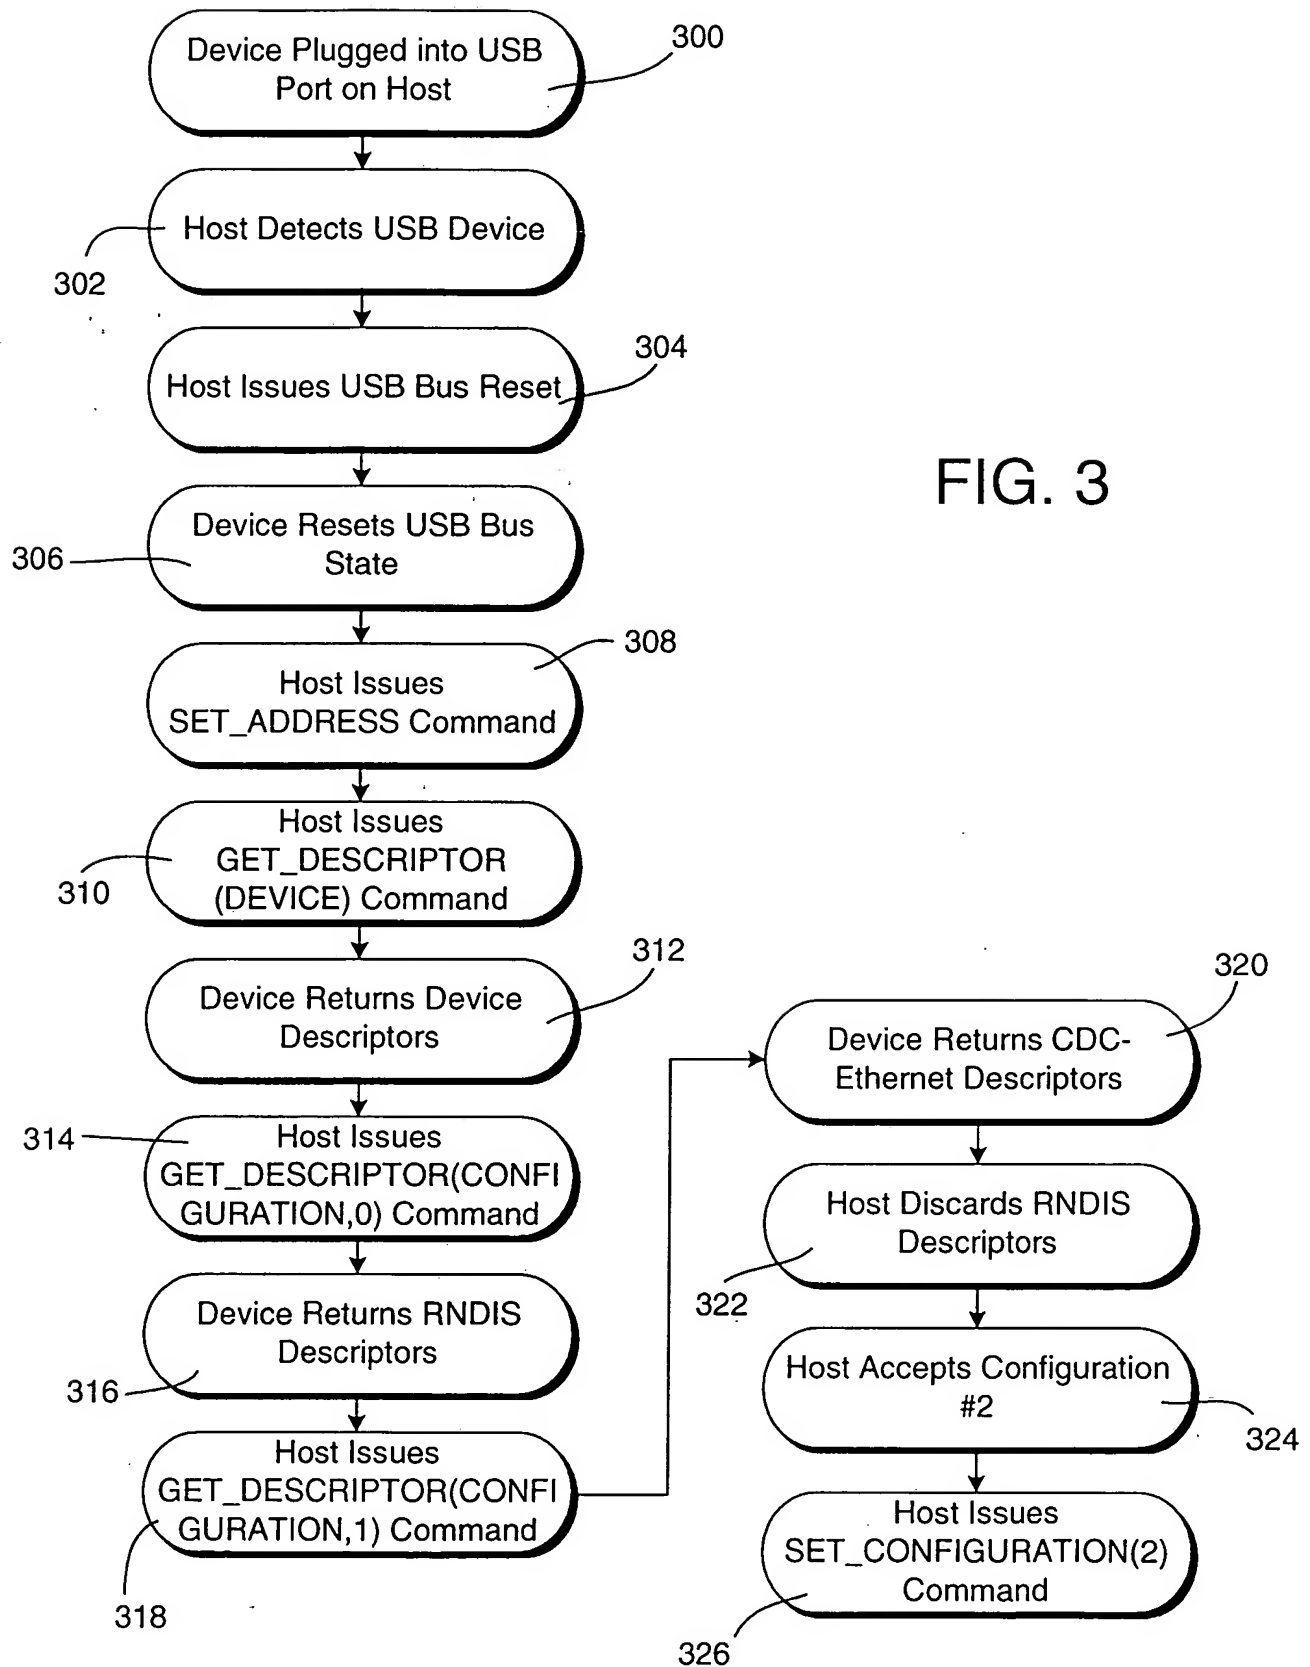 Device Plugged into USB
Port on Host
300
Host Detects USB Device
302
304
Host Issues USB Bus Reset
FIG. 3
Device Resets USB Bus
State
306
308
Host Issues
SET_ADDRESS Command
Host Issues
GET_DESCRIPTOR
(DEVICE) Command
310
312
Device Returns Device
Descriptors
314
Host Issues
GET_DESCRIPTOR(CONFI
GURATION,0) Command
Device Returns RNDIS
Descriptors
316
Host Issues
GET_DESCRIPTOR(CONFI
GURATION,1) Command
318
320
Device Returns CDC-
Ethernet Descriptors
Host Discards RNDIS
Descriptors
322
Host Accepts Configuration
#2
324
Host Issues
SET_CONFIGURATION(2)
Command
326